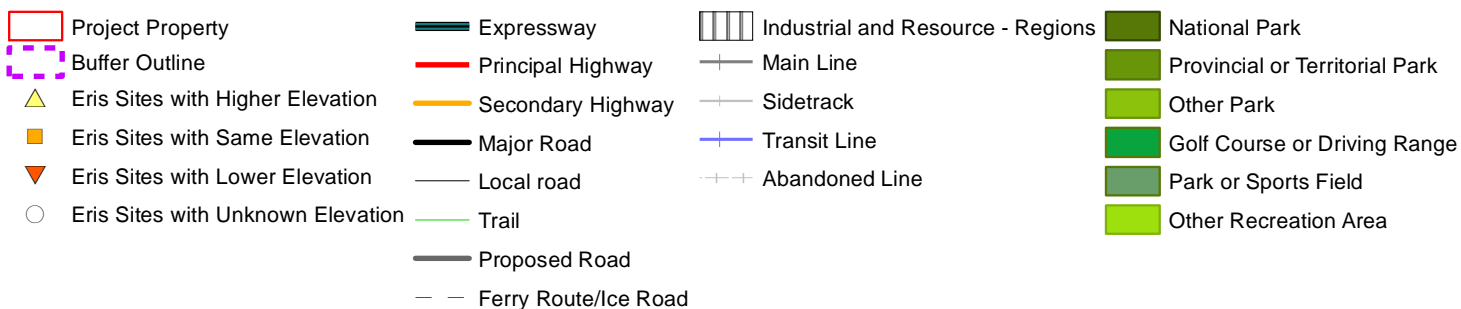 Project Property
Buffer Outline
Eris Sites with Higher Elevation
Eris Sites with Same Elevation
Eris Sites with Lower Elevation
Eris Sites with Unknown Elevation
Expressway
Principal Highway
Secondary Highway
Major Road
Local road
Trail
Proposed Road
Ferry Route/Ice Road
Industrial and Resource - Regions
Main Line
Sidetrack
Transit Line
Abandoned Line
National Park
Provincial or Territorial Park
Other Park
Golf Course or Driving Range
Park or Sports Field
Other Recreation Area